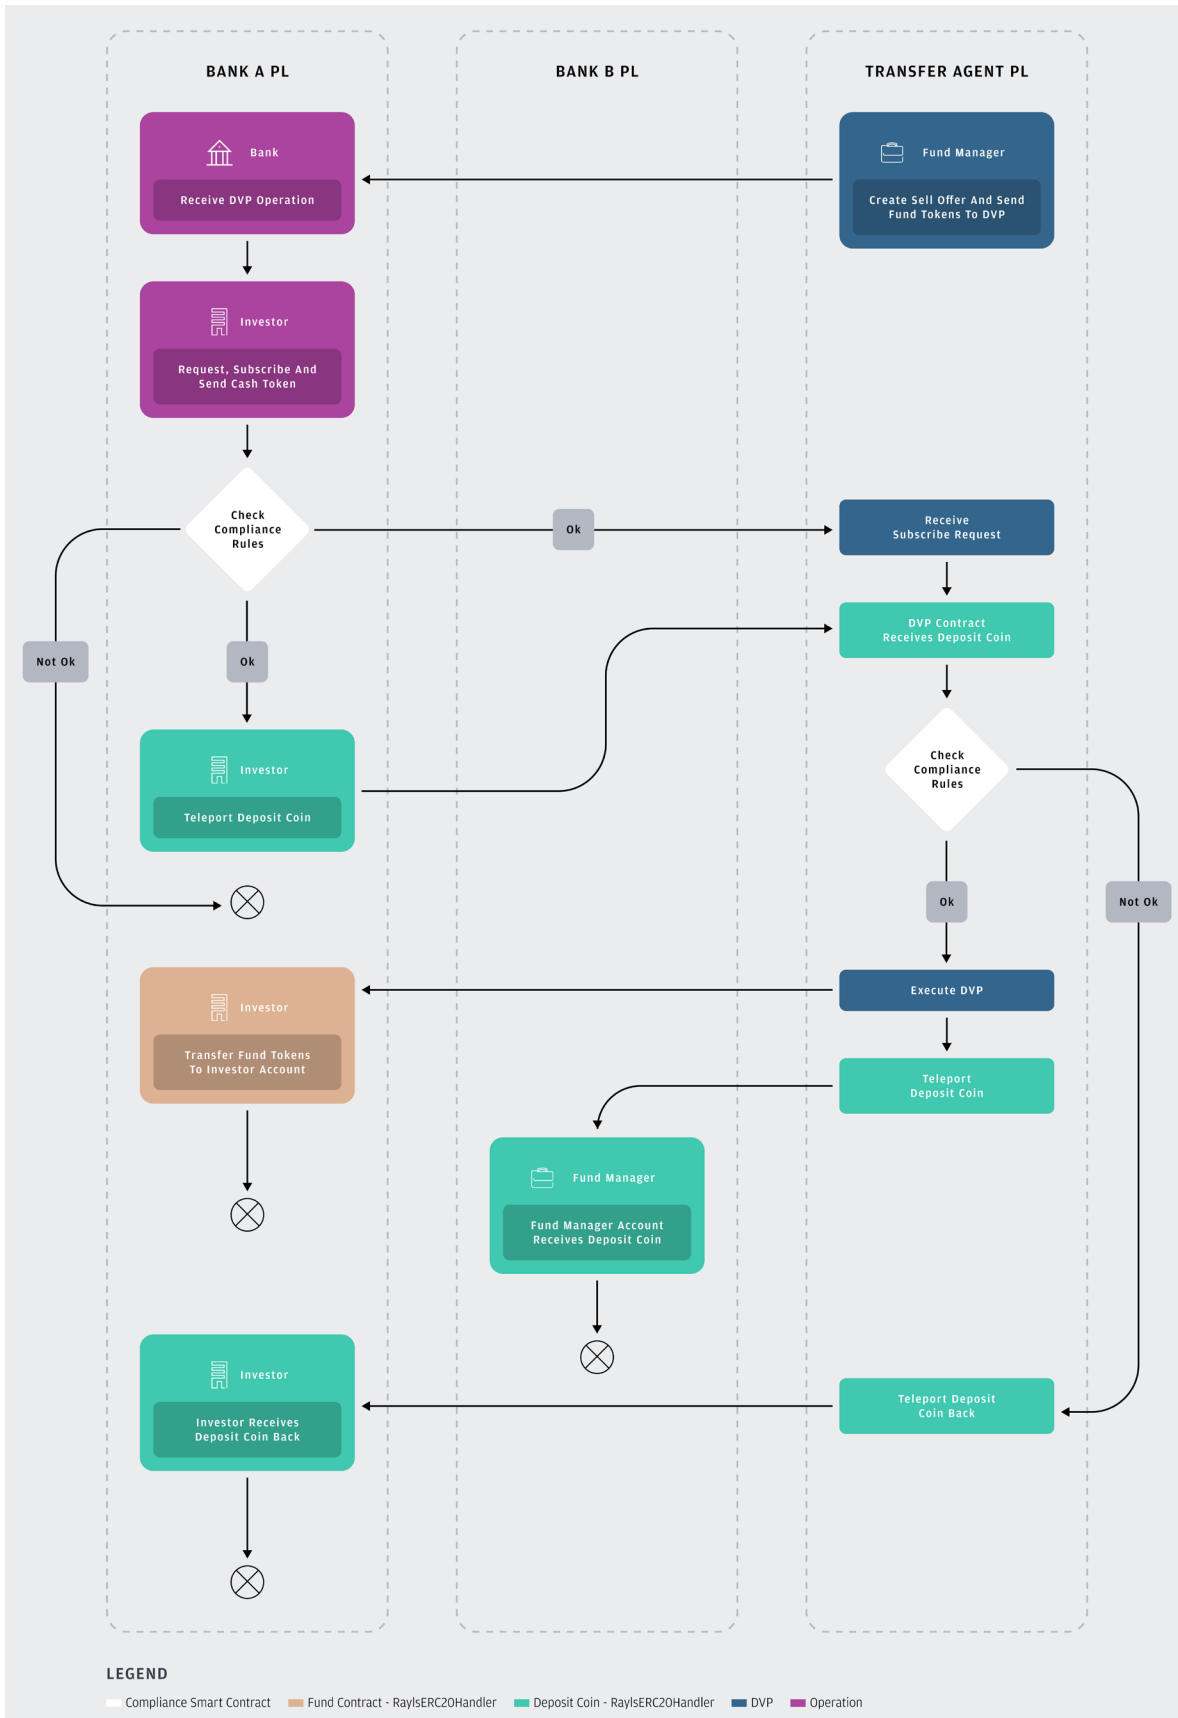 BANK A PL
BANK B PL
TRANSFER AGENT PL
Bank
Receive DVP Operation
Fund Manager
Create Sell Offer And Send
Fund Tokens To DVP
Investor
Request, Subscribe And
Send Cash Token
Check
Compliance
Rules
Ok
Receive
Subscribe Request
DVP Contract
Receives Deposit Coin
Not Ok
Ok
Check
Compliance
Rules
Investor
Teleport Deposit Coin
Ok
Not Ok
Execute DVP
Investor
Transfer Fund Tokens
To Investor Account
Teleport
Deposit Coin
Fund Manager
Fund Manager Account
Receives Deposit Coin
Investor
Investor Receives
Deposit Coin Back
Teleport Deposit
Coin Back
LEGEND
Compliance Smart Contract
Fund Contract - RaylsERC20Handler
Deposit Coin - RaylsERC20Handler
DVP
Operation